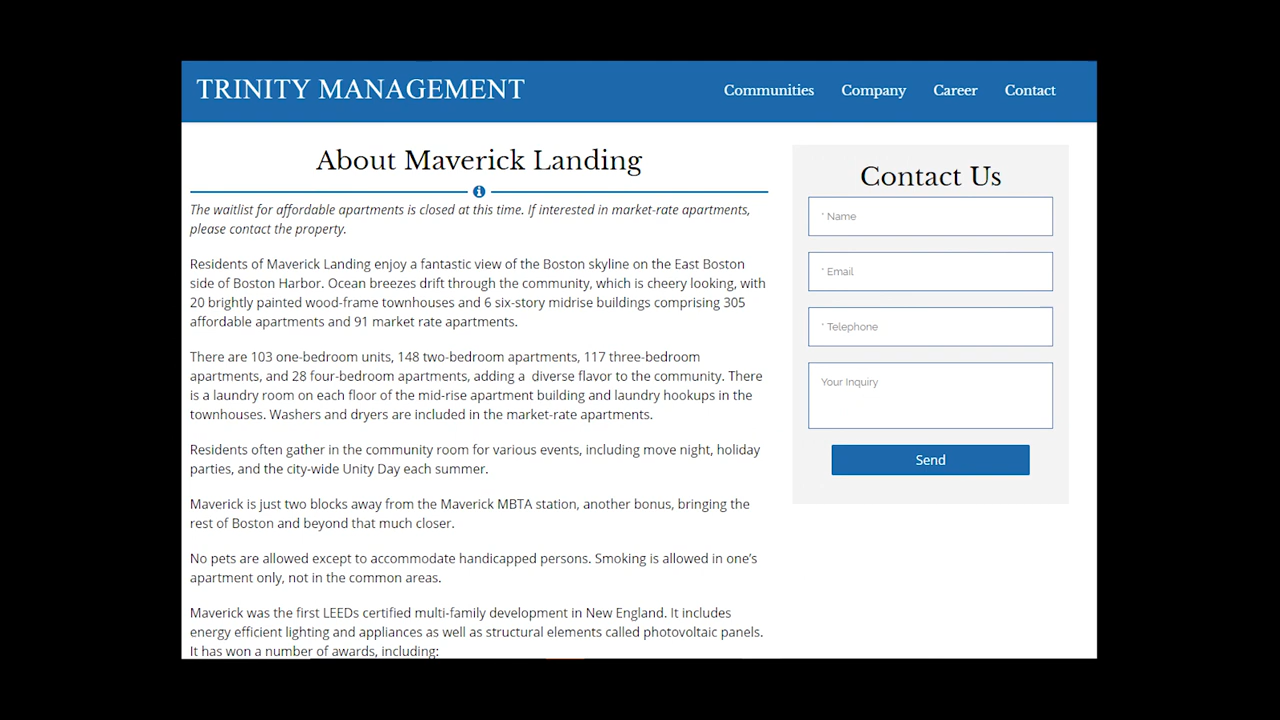 TRINITY MANAGEMENT
Communities
Company
Career
Contact
About Maverick Landing
The waitlist for affordable apartments is closed at this time. If interested in market-rate apartments,
please contact the property.
Residents of Maverick Landing enjoy a fantastic view of the Boston skyline on the East Boston
side of Boston Harbor. Ocean breezes drift through the community, which is cheery looking, with
20 brightly painted wood-frame townhouses and 6 six-story midrise buildings comprising 305
affordable apartments and 91 market rate apartments.
There are 103 one-bedroom units, 148 two-bedroom apartments, 117 three-bedroom
apartments, and 28 four-bedroom apartments, adding a diverse flavor to the community. There
is a laundry room on each floor of the mid-rise apartment building and laundry hookups in the
townhouses. Washers and dryers are included in the market-rate apartments.
Residents often gather in the community room for various events, including move night, holiday
parties, and the city-wide Unity Day each summer.
Maverick is just two blocks away from the Maverick MBTA station, another bonus, bringing the
rest of Boston and beyond that much closer.
No pets are allowed except to accommodate handicapped persons. Smoking is allowed in one's
apartment only, not in the common areas.
Maverick was the first LEEDs certified multi-family development in New England. It includes
energy efficient lighting and appliances as well as structural elements called photovoltaic panels.
It has won a number of awards, including:
Contact Us
* Name
* Email
* Telephone
Your Inquiry
Send